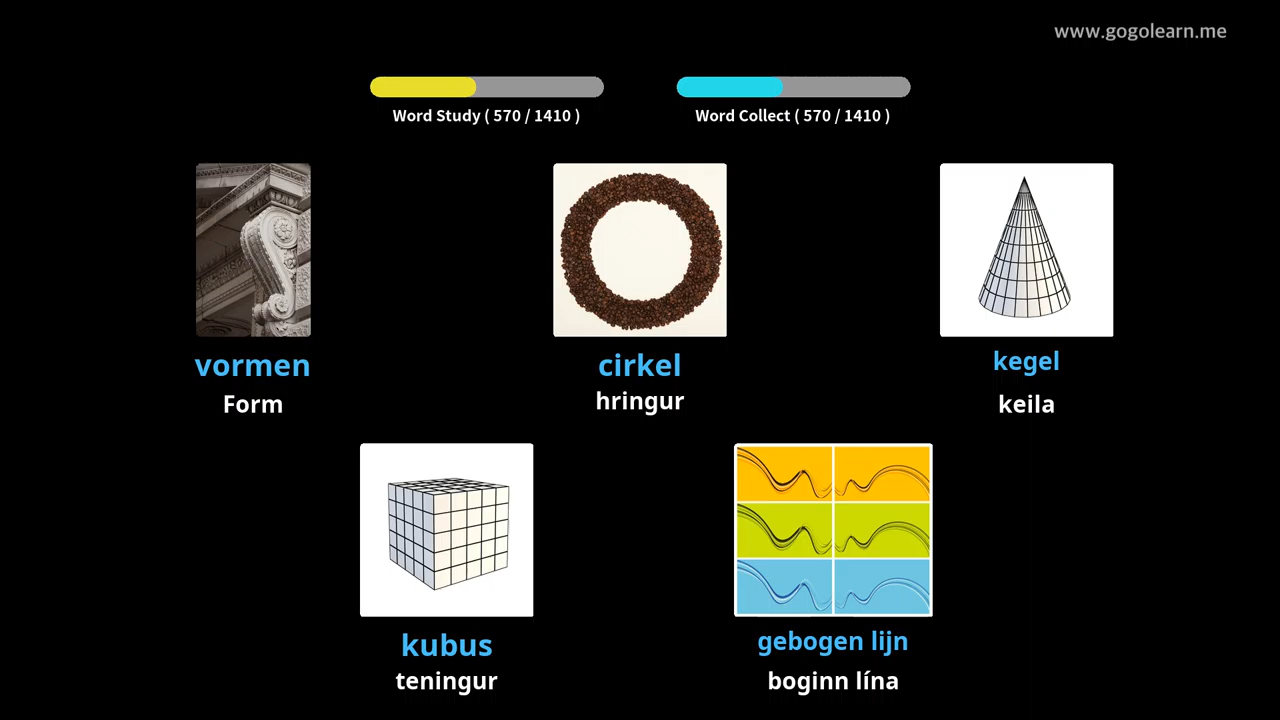 www.gogolearn.me
Word Study ( 570 / 1410 )
Word Collect ( 570 / 1410 )
vormen
Form
cirkel
hringur
kegel
keila
kubus
teningur
gebogen lijn
boginn lína